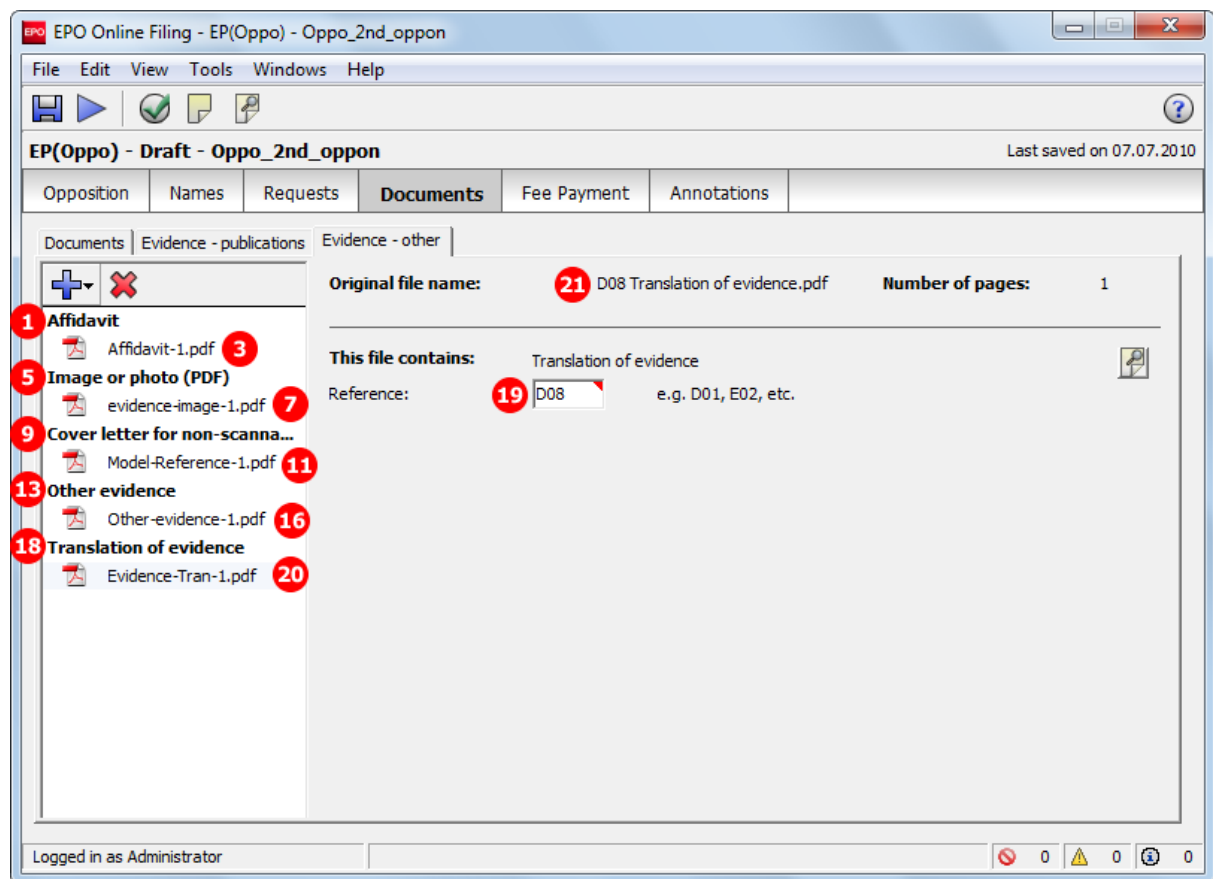 EPO EPO Online Filing - EP(Oppo) - Oppo_2nd_oppon X
File Edit View Tools Windows Help
?
EP(Oppo) - Draft - Oppo_2nd_oppon Last saved on 07.07.2010
Opposition Names Requests Documents Fee Payment Annotations
Documents Evidence - publications Evidence - other
Original file name: 21 D08 Translation of evidence.pdf Number of pages: 1
1 Affidavit
Affidavit-1.pdf 3
This file contains: Translation of evidence
5 Image or photo (PDF)
Reference: 19 D08 e.g. D01, E02, etc.
evidence-image-1.pdf 7
9 Cover letter for non-scanna...
Model-Reference-1.pdf 11
13 Other evidence
Other-evidence-1.pdf 16
18 Translation of evidence
Evidence-Tran-1.pdf 20
Logged in as Administrator 0 0 0